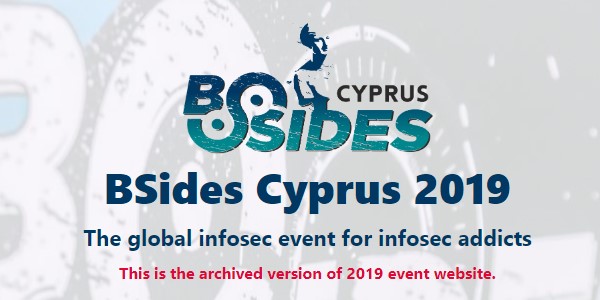 CYPRUS
BSIDES
BSides Cyprus 2019
The global infosec event for infosec addicts
This is the archived version of 2019 event website.